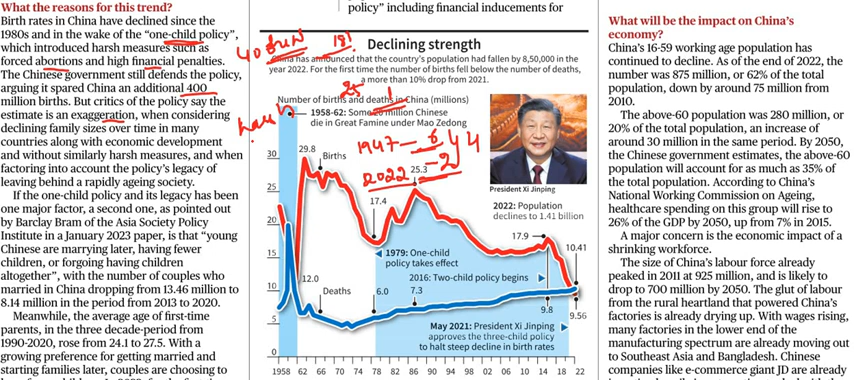 What are the reasons for this trend?
Birth rates in China have declined since the
1980s and in the wake of the “one-child policy”,
which introduced harsh measures such as
forced abortions and high financial penalties.
The Chinese government still defends the policy,
arguing it spared China an additional 400
million births. But critics of the policy say the
estimate is an exaggeration, when considering
declining family sizes over time in many
countries along with economic development
and without similarly harsh measures, and when
factoring into account the policy’s legacy of
leaving behind a rapidly ageing society.
If the one-child policy and its legacy has been
one major factor, a second one, as pointed out
by Barclay Bram of the Asia Society Policy
Institute in a January 2023 paper, is that “young
Chinese are marrying later, having fewer
children, or forgoing having children
altogether”, with the number of couples who
married in China dropping from 13.46 million to
8.14 million in the period from 2013 to 2020.
Meanwhile, the average age of first-time
parents, in the three decade-period from
1990-2020, rose from 24.1 to 27.5. With a
growing preference for getting married and
starting families later, couples are choosing to
policy” including financial inducements for
Declining strength
China has announced that the country's population had fallen by 8,50,000 in the
year 2022. For the first time the number of births fell below the number of deaths,
a more than 10% drop from 2021.
Number of births and deaths in China (millions)
1958-62: Some 20 million Chinese
die in Great Famine under Mao Zedong
1947 — 6
44
2022 — 2
President Xi Jinping
2022: Population
declines to 1.41 billion
30
29.8
Births
25.3
25
20
17.4
17.9
1979: One-child
policy takes effect
15
2016: Two-child policy begins
10.41
12.0
Deaths
6.0
7.3
10
9.8
9.56
5
May 2021: President Xi Jinping
approves the three-child policy
to halt steep decline in birth rates
0
1958 62 66 70 74 78 82 86 90 94 98 02 06 10 14 18 22
What will be the impact on China’s
economy?
China’s 16-59 working age population has
continued to decline. As of the end of 2022, the
number was 875 million, or 62% of the total
population, down by around 75 million from
2010.
The above-60 population was 280 million, or
20% of the total population, an increase of
around 30 million in the same period. By 2050,
the Chinese government estimates, the above-60
population will account for as much as 35% of
the total population. According to China’s
National Working Commission on Ageing,
healthcare spending on this group will rise to
26% of the GDP by 2050, up from 7% in 2015.
A major concern is the economic impact of a
shrinking workforce.
The size of China’s labour force already
peaked in 2011 at 925 million, and is likely to
drop to 700 million by 2050. The glut of labour
from the rural heartland that powered China’s
factories is already drying up. With wages rising,
many factories in the lower end of the
manufacturing spectrum are already moving out
to Southeast Asia and Bangladesh. Chinese
companies like e-commerce giant JD are already